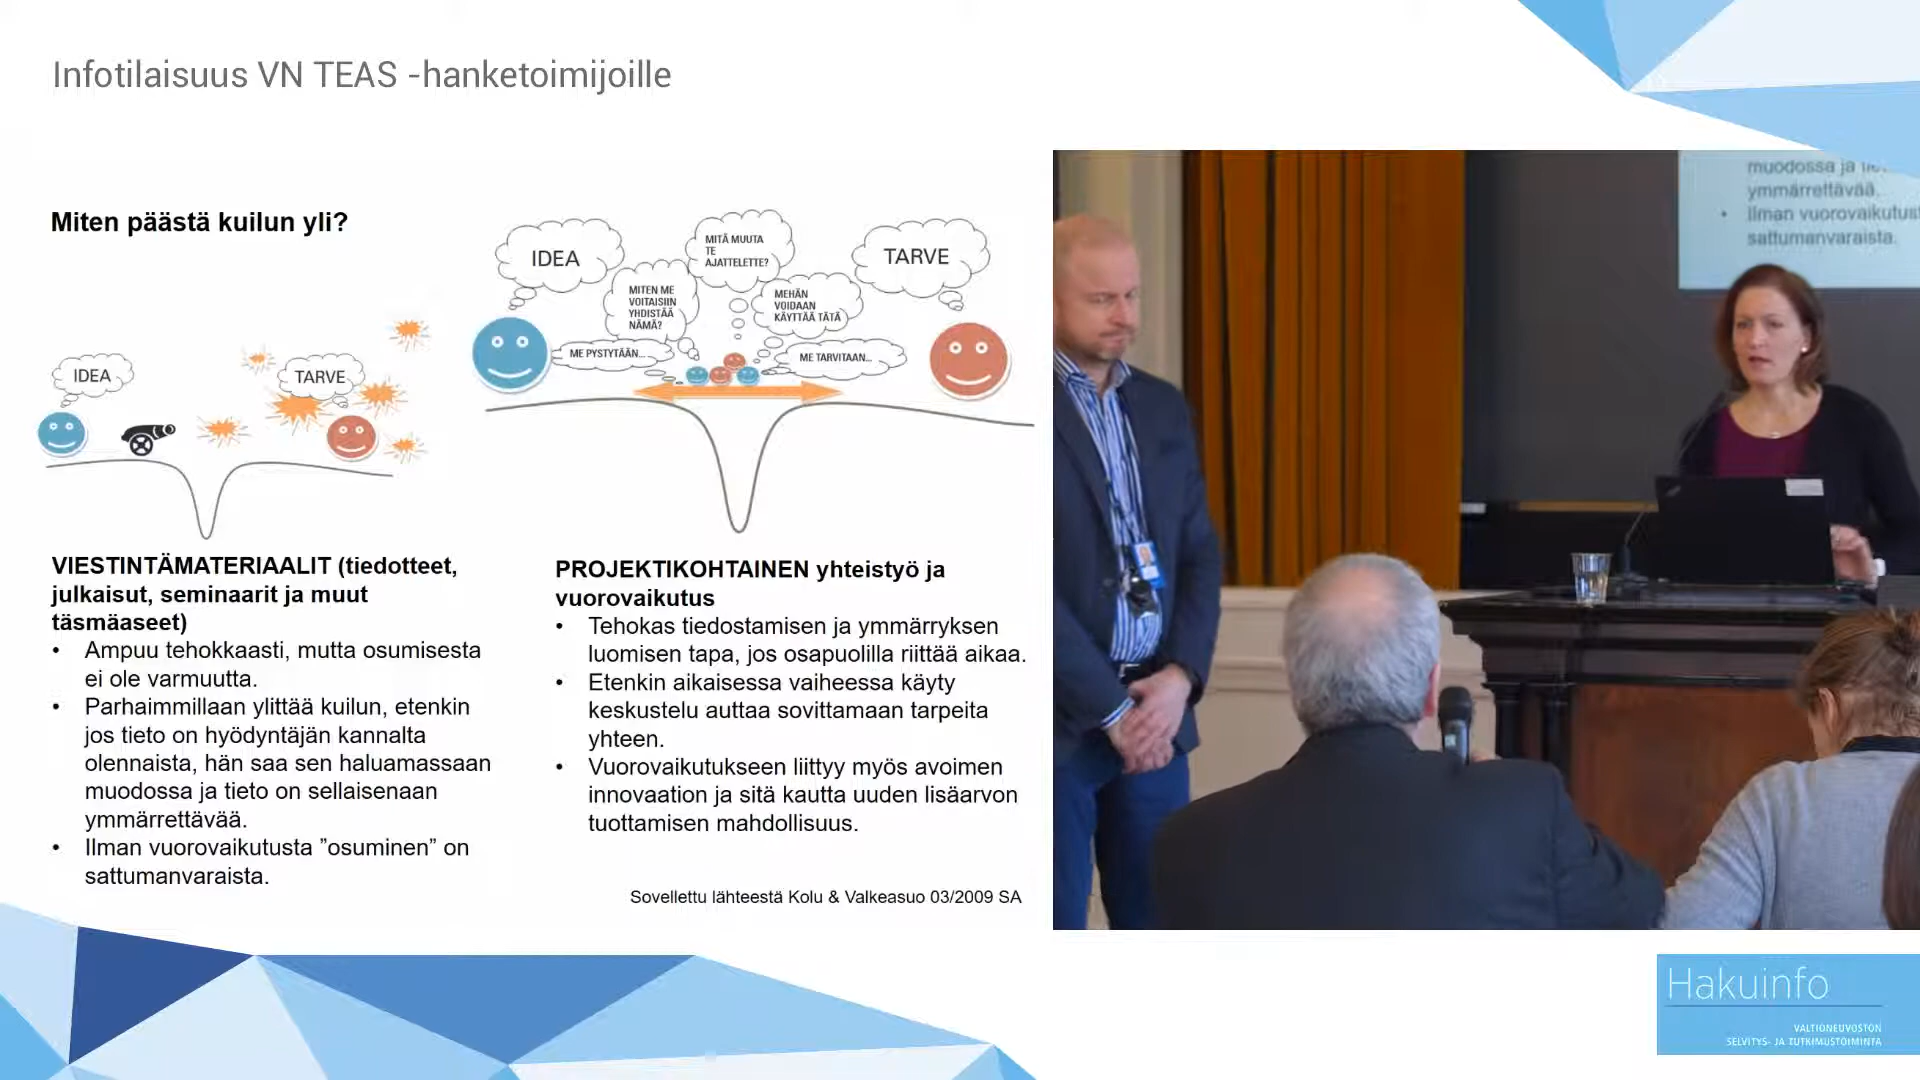 Infotilaisuus VN TEAS -hanketoimijoille
Miten päästä kuilun yli?
IDEA
TARVE
IDEA
MITEN ME
VOITAISIIN
YHDISTÄÄ
NÄMÄ?
MITÄ MUUTA
TE
AJATTELETTE?
MEHÄN
VOIDAAN
KÄYTTÄÄ TÄTÄ
TARVE
ME PYSTYTÄÄN...
ME TARVITAAN...
VIESTINTÄMATERIAALIT (tiedotteet,
julkaisut, seminaarit ja muut
täsmäaseet)
• Ampuu tehokkaasti, mutta osumisesta
ei ole varmuutta.
• Parhaimmillaan ylittää kuilun, etenkin
jos tieto on hyödyntäjän kannalta
olennaista, hän saa sen haluamassaan
muodossa ja tieto on sellaisenaan
ymmärrettävää.
• Ilman vuorovaikutusta ”osuminen” on
sattumanvaraista.
PROJEKTIKOHTAINEN yhteistyö ja
vuorovaikutus
• Tehokas tiedostamisen ja ymmärryksen
luomisen tapa, jos osapuolilla riittää aikaa.
• Etenkin aikaisessa vaiheessa käyty
keskustelu auttaa sovittamaan tarpeita
yhteen.
• Vuorovaikutukseen liittyy myös avoimen
innovaation ja sitä kautta uuden lisäarvon
tuottamisen mahdollisuus.
Sovellettu lähteestä Kolu & Valkeasuo 03/2009 SA
muodossa ja
ymmärrettävää.
• Ilman vuorovaikutust
sattumanvaraista.
Hakuinfo
VALTIONEUVOSTON
SELVITYS- JA TUTKIMUSTOIMINTA